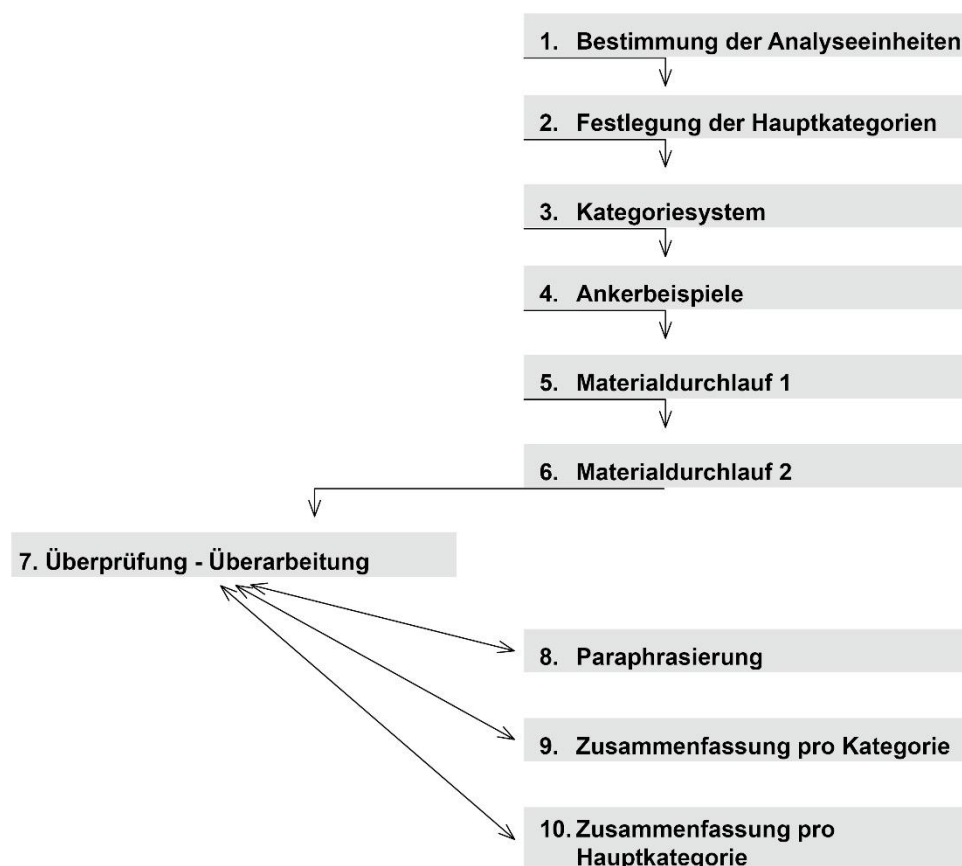 1. Bestimmung der Analyseeinheiten
2. Festlegung der Hauptkategorien
3. Kategoriesystem
4. Ankerbeispiele
5. Materialdurchlauf 1
6. Materialdurchlauf 2
7. Überprüfung - Überarbeitung
8. Paraphrasierung
9. Zusammenfassung pro Kategorie
10. Zusammenfassung pro
Hauptkategorie